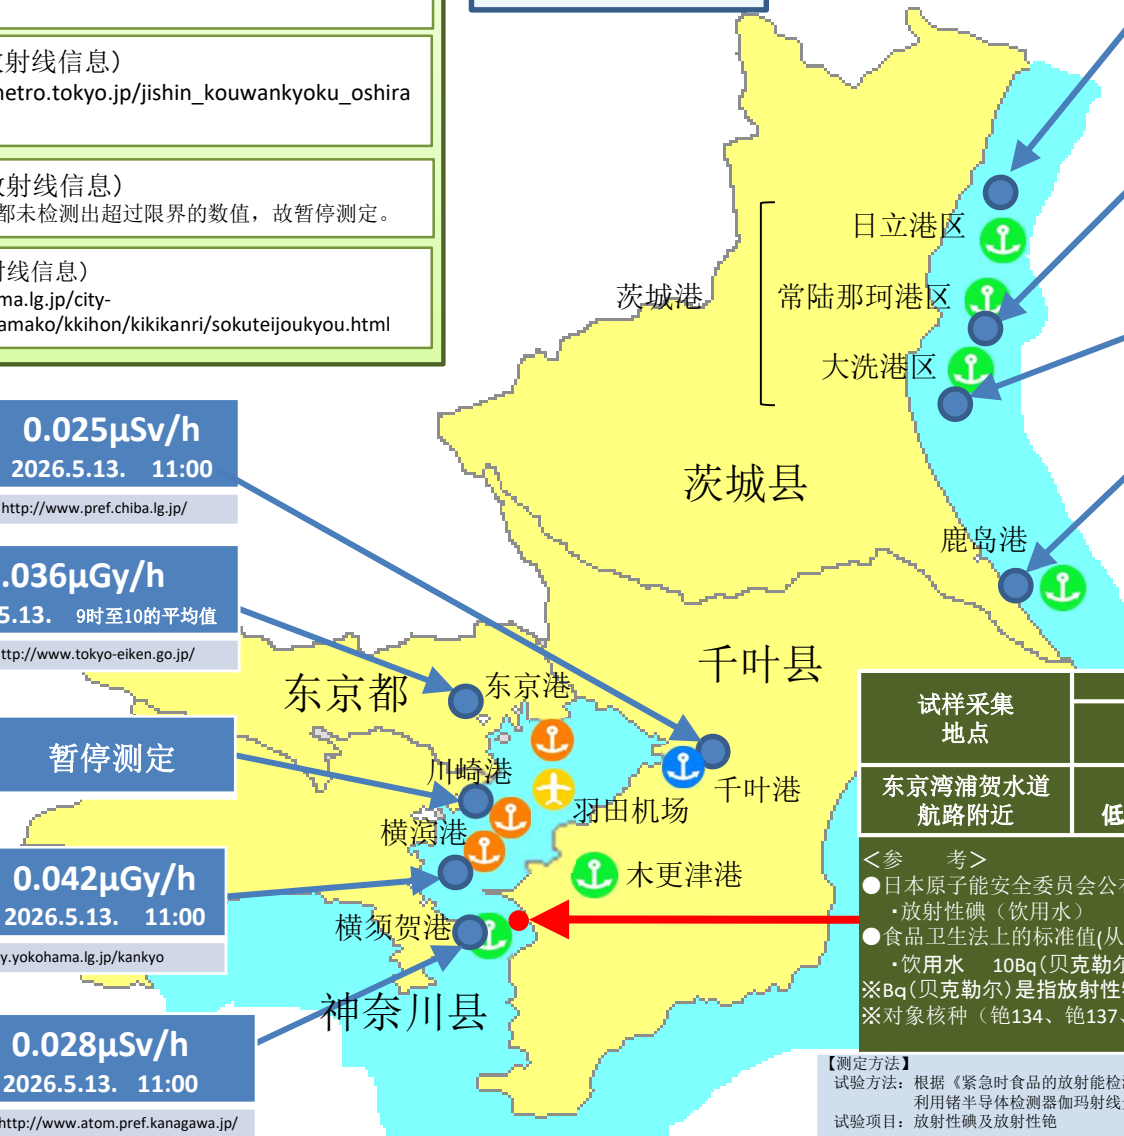 射线信息）
netro.tokyo.jp/jishin_kouwankyoku_oshira
射线信息）
都未检测出超过限界的数值，故暂停测定。
射线信息）
ma.lg.jp/city-
amako/kkihon/kikikanri/sokuteijoukyou.html
日立港区
茨城港
常陆那珂港区
大洗港区
茨城县
鹿岛港
0.025μSv/h
2026.5.13. 11:00
http://www.pref.chiba.lg.jp/
.036μGy/h
5.13. 9时至10的平均值
ttp://www.tokyo-eiken.go.jp/
千叶县
东京都
东京港
暂停测定
川崎港
千叶港
羽田机场
横滨港
木更津港
0.042μGy/h
2026.5.13. 11:00
y.yokohama.lg.jp/kankyo
横须贺港
神奈川县
0.028μSv/h
2026.5.13. 11:00
http://www.atom.pref.kanagawa.jp/
试样采集
地点
东京湾浦贺水道
航路附近
低
＜参 考＞
●日本原子能安全委员会公布
・放射性碘（饮用水）
●食品卫生法上的标准值(从
・饮用水 10Bq(贝克勒尔
※Bq(贝克勒尔)是指放射性
※对象核种（铯134、铯137、
【测定方法】
试验方法：根据《紧急时食品的放射能检
利用锗半导体检测器伽玛射线
试验项目：放射性碘及放射性铯